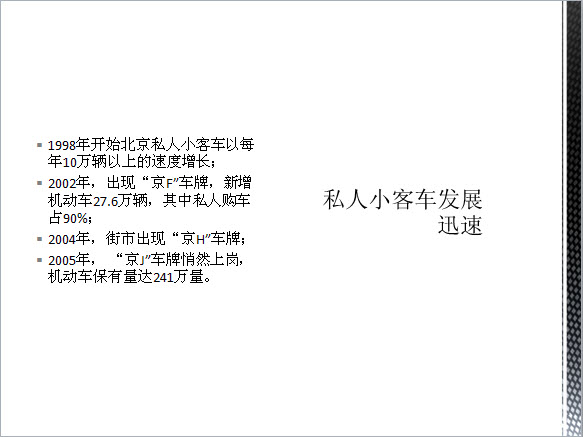 1998年开始北京私人小客车以每
年10万辆以上的速度增长；
2002年，出现“京F”车牌，新增
机动车27.6万辆，其中私人购车
占90%；
2004年，街市出现“京H”车牌；
2005年， “京J”车牌悄然上岗，
机动车保有量达241万量。
私人小客车发展
迅速